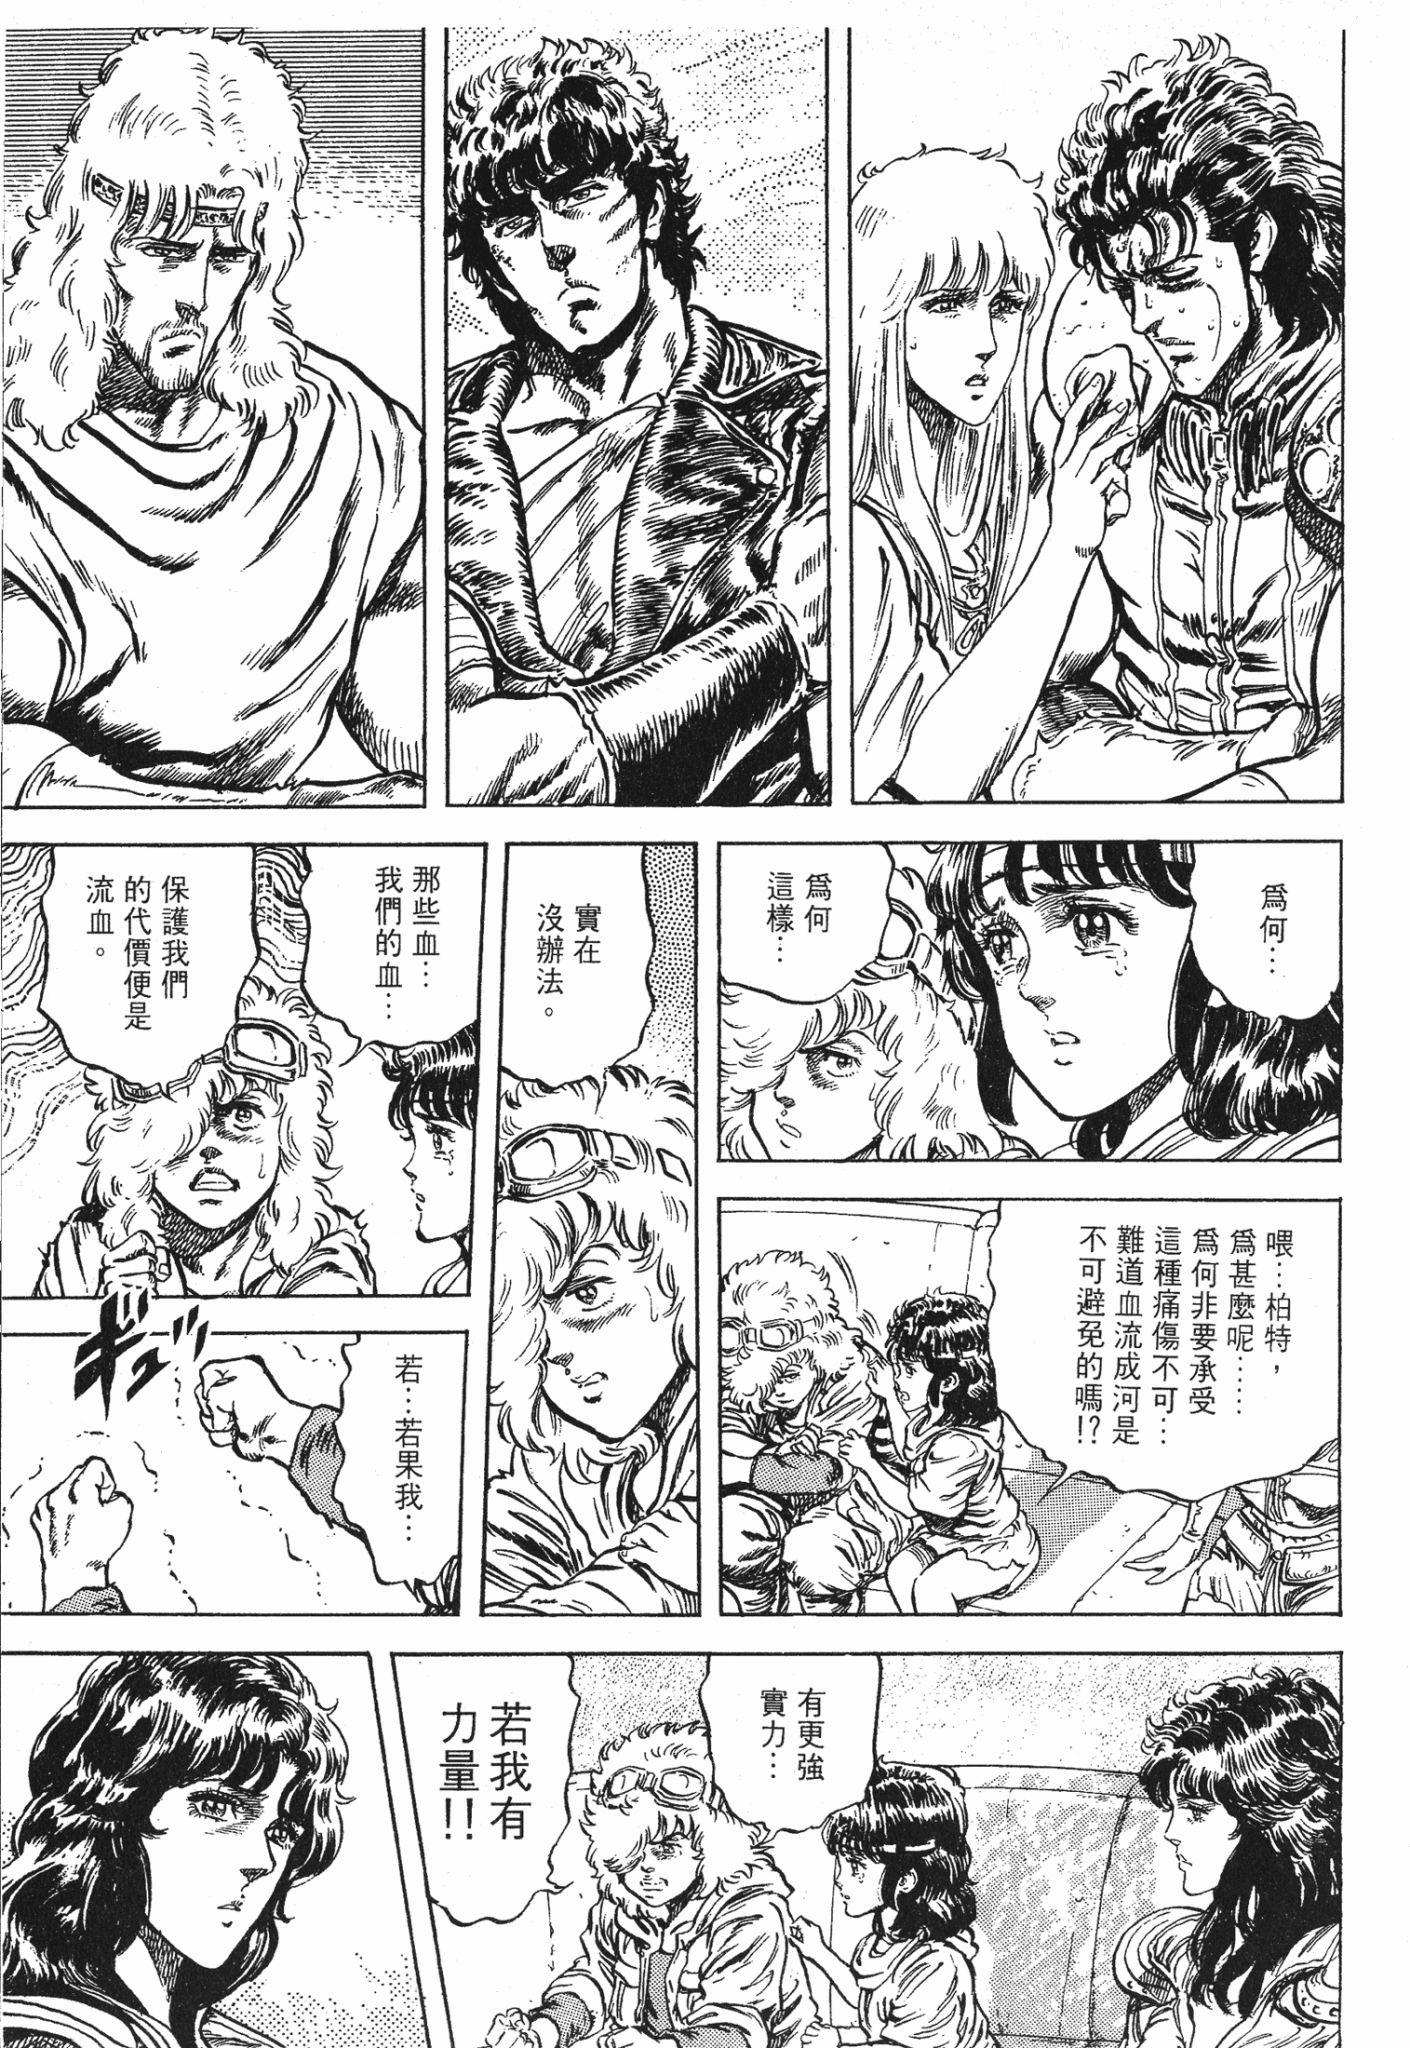 爲何…
爲何
這樣…
喂…柏特，
爲甚麼呢……
爲何非要承受
這種痛傷不可…
難道血流成河是
不可避免的嗎!?
實在
沒辦法。
那些血…
我們的血…
保護我們
的代價便是
流血。
ギュッ
若…若果我…
有更強
實力…
若我有
力量!!